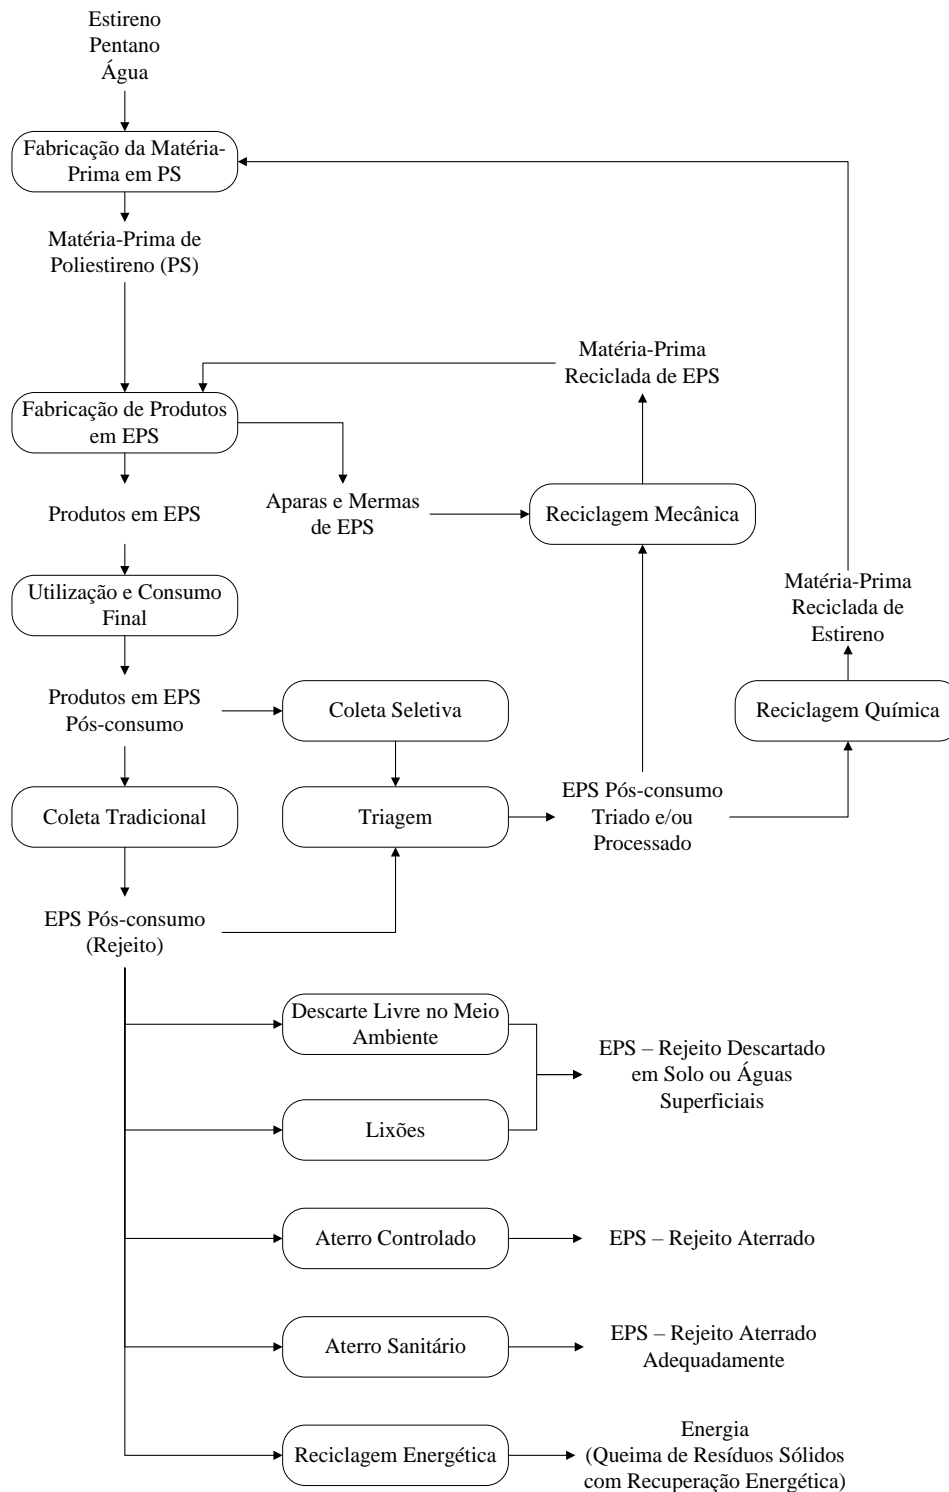 Estireno
Pentano
Água
Fabricação da Matéria-
Prima em PS
Matéria-Prima de
Poliestireno (PS)
Matéria-Prima
Reciclada de EPS
Fabricação de Produtos
em EPS
Produtos em EPS
Aparas e Mermas
de EPS
Reciclagem Mecânica
Utilização e Consumo
Final
Matéria-Prima
Reciclada de
Estireno
Produtos em EPS
Pós-consumo
Coleta Seletiva
Reciclagem Química
Coleta Tradicional
Triagem
EPS Pós-consumo
Triado e/ou
Processado
EPS Pós-consumo
(Rejeito)
Descarte Livre no Meio
Ambiente
EPS – Rejeito Descartado
em Solo ou Águas
Superficiais
Lixões
Aterro Controlado
EPS – Rejeito Aterrado
Aterro Sanitário
EPS – Rejeito Aterrado
Adequadamente
Reciclagem Energética
Energia
(Queima de Resíduos Sólidos
com Recuperação Energética)